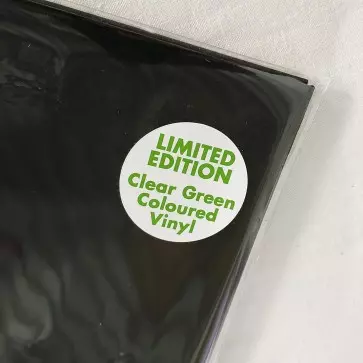 LIMITED
EDITION
Clear Green
Coloured
Vinyl